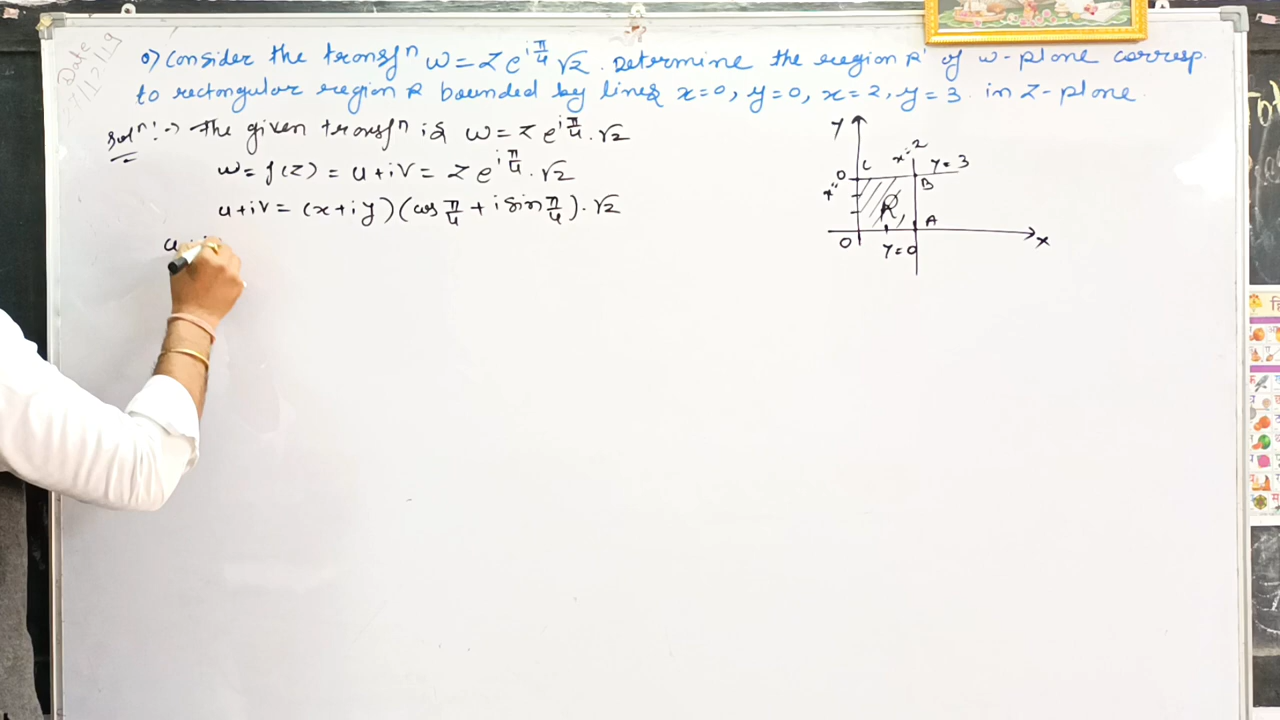 Date
7/12/19
Q) Consider the transfⁿ w = z e^{iπ/4} √2. Determine the region R' of w-plane corresp.
to rectangular region R bounded by lines x=0, y=0, x=2, y=3 in z-plane.
Solⁿ:→ The given transfⁿ is w = z e^{iπ/4}.√2
w = f(z) = u+iv = z e^{iπ/4}.√2
u+iv = (x+iy)(cos π/4 + i sin π/4).√2
u
Y
C
x=2
y=3
x=0
B
R
A
O
y=0
X